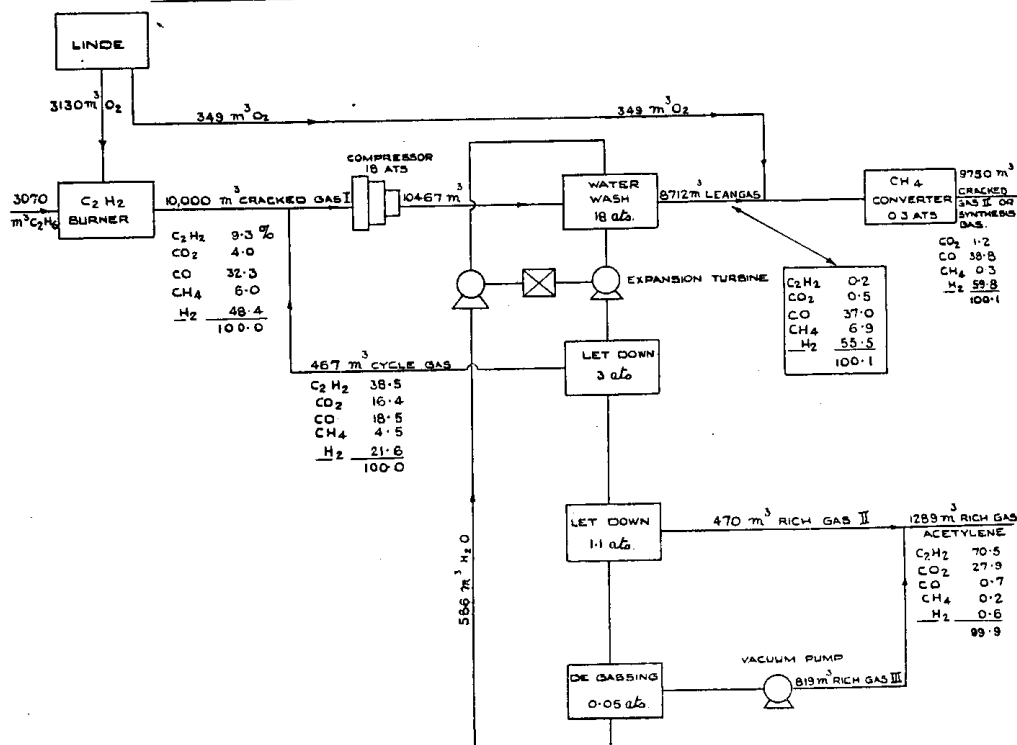 LINDE
3130 m³ O₂
349 m³ O₂
349 m³ O₂
3070
m³ C₂H₆
C₂H₂
BURNER
10,000 m³ CRACKED GAS I
C₂H₂ 9.3 %
CO₂ 4.0
CO 32.3
CH₄ 6.0
H₂ 48.4
100.0
COMPRESSOR
18 ATS
10467 m³
WATER
WASH
18 ats.
8712 m³ LEANGAS
CH₄
CONVERTER
0.3 ATS
9750 m³
CRACKED
GAS II OR
SYNTHESIS
GAS.
CO₂ 1.2
CO 38.8
CH₄ 0.3
H₂ 59.8
100.1
EXPANSION TURBINE
C₂H₂ 0.2
CO₂ 0.5
CO 37.0
CH₄ 6.9
H₂ 55.5
100.1
LET DOWN
3 ats.
467 m³ CYCLE GAS
C₂H₂ 38.5
CO₂ 16.4
CO 18.5
CH₄ 4.5
H₂ 21.6
100.0
586 m³ H₂O
LET DOWN
1.1 ats.
470 m³ RICH GAS II
1289 m³ RICH GAS
ACETYLENE
C₂H₂ 70.5
CO₂ 27.9
CO 0.7
CH₄ 0.2
H₂ 0.6
99.9
DE GASSING
0.05 ats.
VACUUM PUMP
819 m³ RICH GAS III